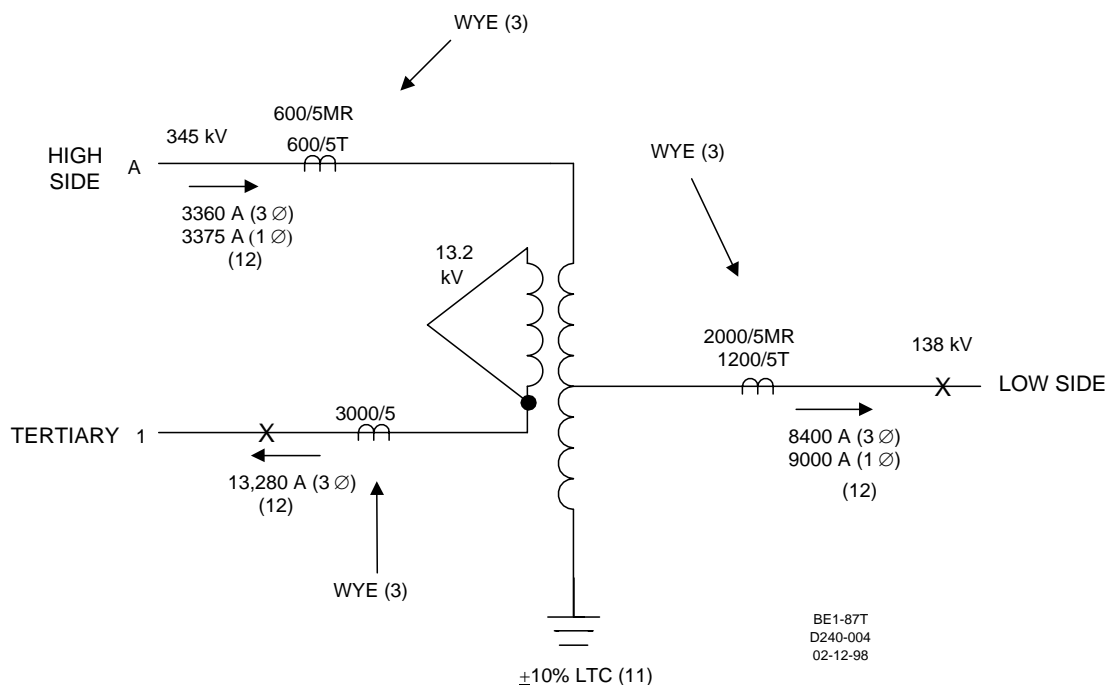 WYE (3)
600/5MR
345 kV
600/5T
HIGH
SIDE
A
3360 A (3 ∅)
3375 A (1 ∅)
(12)
WYE (3)
13.2
kV
2000/5MR
1200/5T
138 kV
X
LOW SIDE
8400 A (3 ∅)
9000 A (1 ∅)
(12)
3000/5
TERTIARY 1
X
13,280 A (3 ∅)
(12)
WYE (3)
BE1-87T
D240-004
02-12-98
±10% LTC (11)